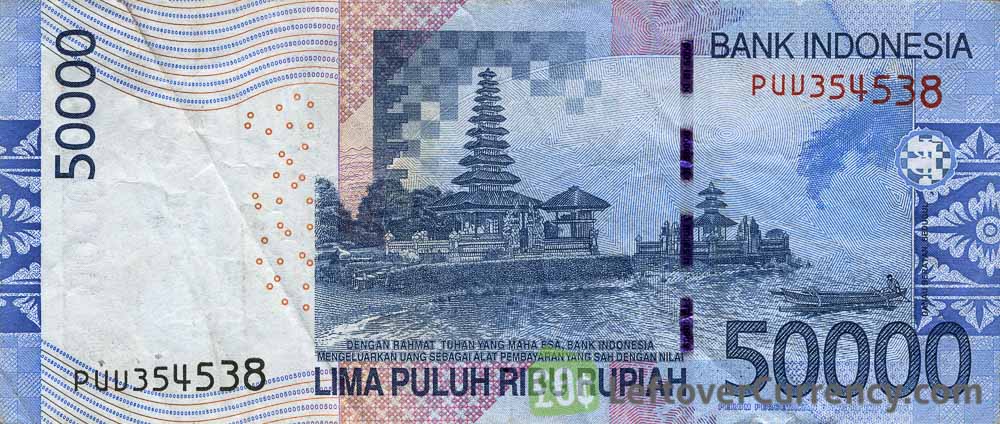 50000
BANK INDONESIA
PUU354538
DENGAN RAHMAT TUHAN YANG MAHA ESA, BANK INDONESIA
MENGELUARKAN UANG SEBAGAI ALAT PEMBAYARAN YANG SAH DENGAN NILAI
LIMA PULUH RIBU RUPIAH
50000
PUU354538
leftoverCurrency.com
PERUM